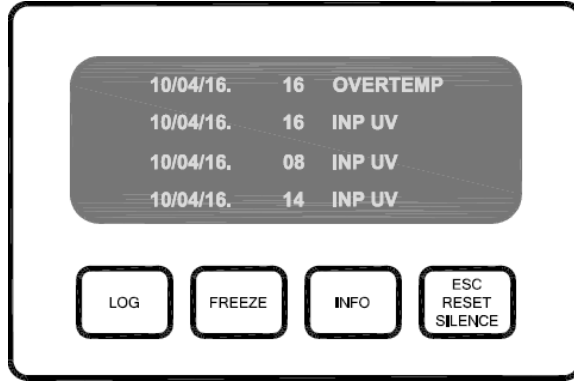 10/04/16. 16 OVERTEMP
10/04/16. 16 INP UV
10/04/16. 08 INP UV
10/04/16. 14 INP UV
LOG
FREEZE
INFO
ESC
RESET
SILENCE